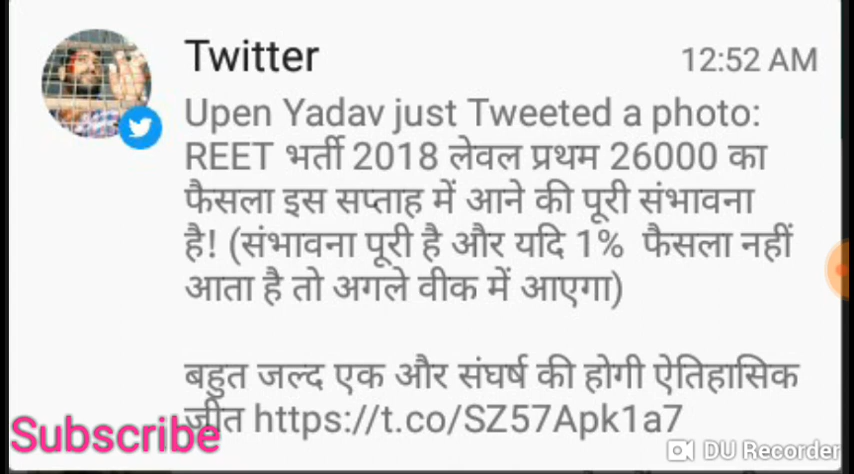 Twitter
12:52 AM
Upen Yadav just Tweeted a photo:
REET भर्ती 2018 लेवल प्रथम 26000 का
फैसला इस सप्ताह में आने की पूरी संभावना
है! (संभावना पूरी है और यदि 1% फैसला नहीं
आता है तो अगले वीक में आएगा)
बहुत जल्द एक और संघर्ष की होगी ऐतिहासिक
जीत https://t.co/SZ57Apk1a7
Subscribe
DU Recorder